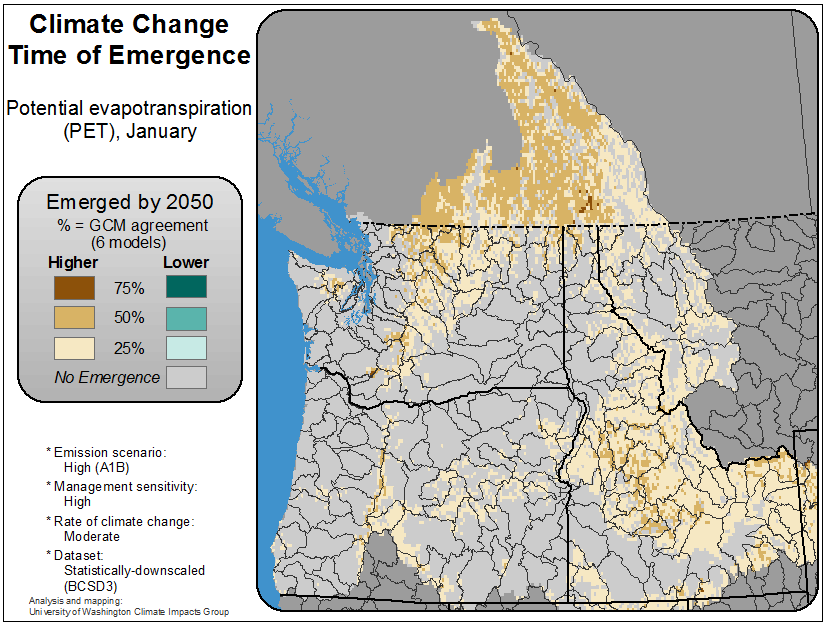 Climate Change
Time of Emergence
Potential evapotranspiration
(PET), January
Emerged by 2050
% = GCM agreement
(6 models)
Higher Lower
75%
50%
25%
No Emergence
* Emission scenario:
High (A1B)
* Management sensitivity:
High
* Rate of climate change:
Moderate
* Dataset:
Statistically-downscaled
(BCSD3)
Analysis and mapping:
University of Washington Climate Impacts Group